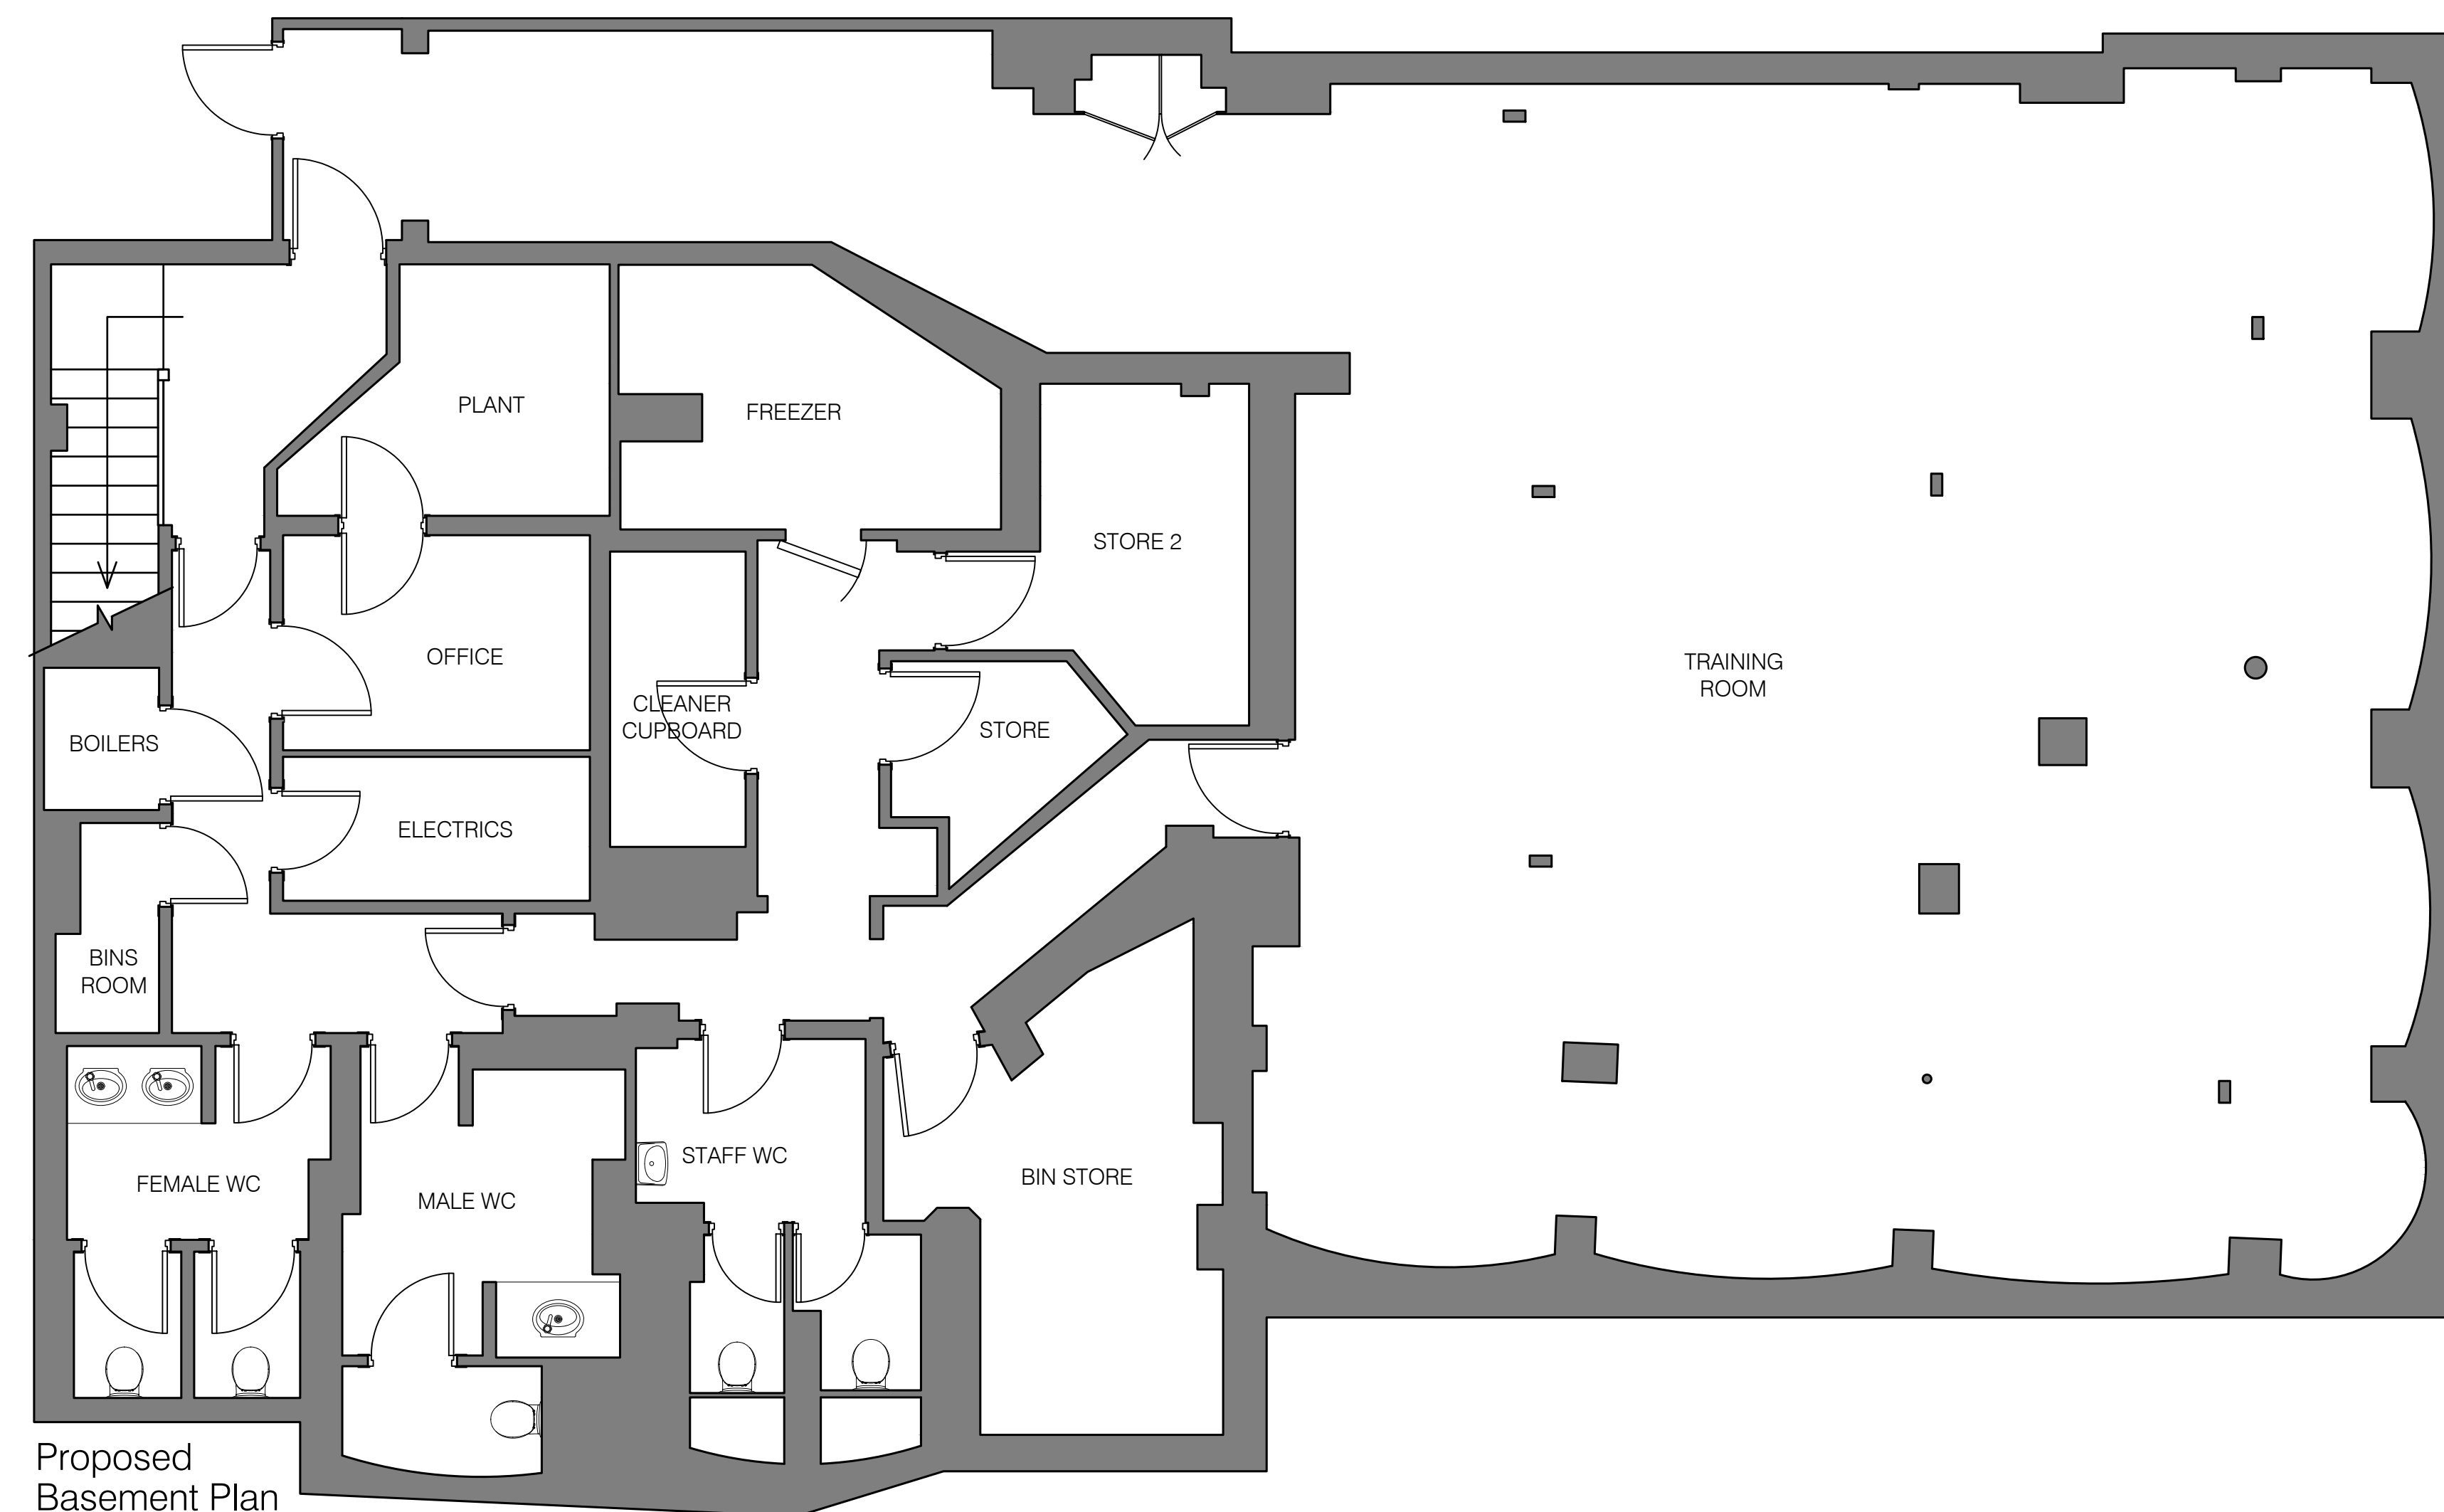 PLANT
FREEZER
STORE 2
OFFICE
TRAINING
ROOM
CLEANER
CUPBOARD
STORE
BOILERS
ELECTRICS
BINS
ROOM
STAFF WC
BIN STORE
FEMALE WC
MALE WC
Proposed
Basement Plan